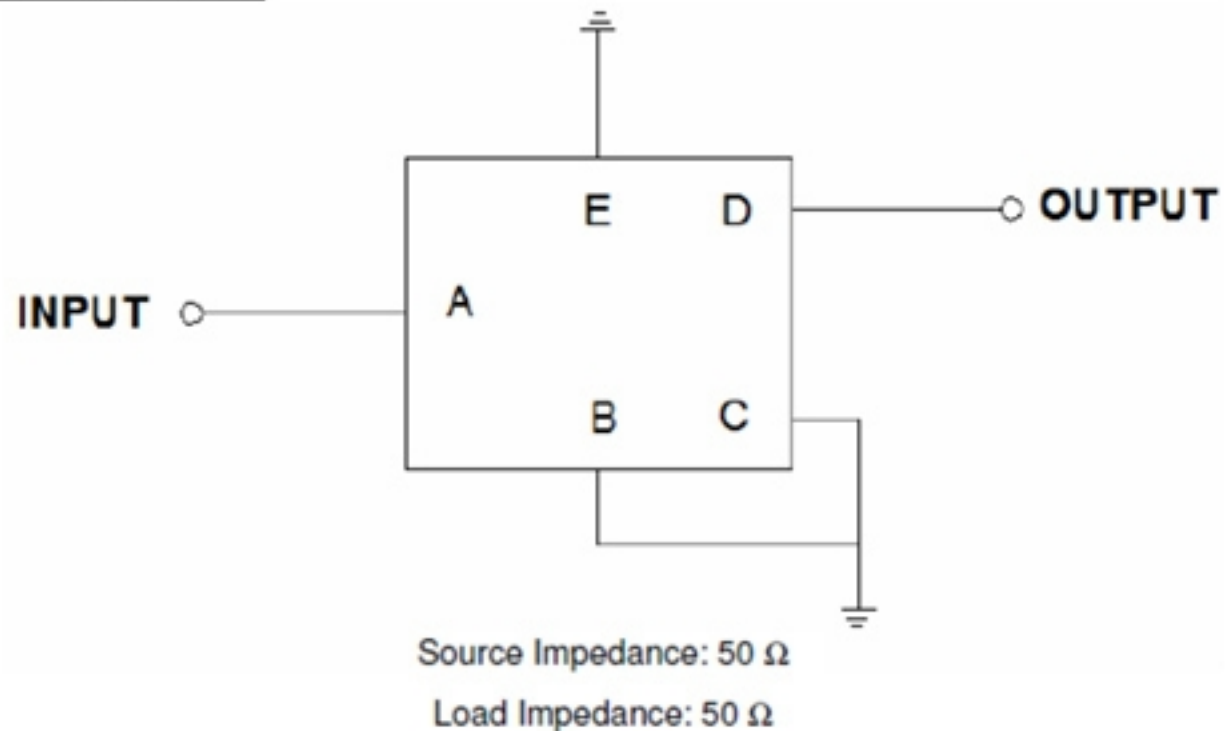 E D
OUTPUT
INPUT A
B C
Source Impedance: 50 Ω
Load Impedance: 50 Ω